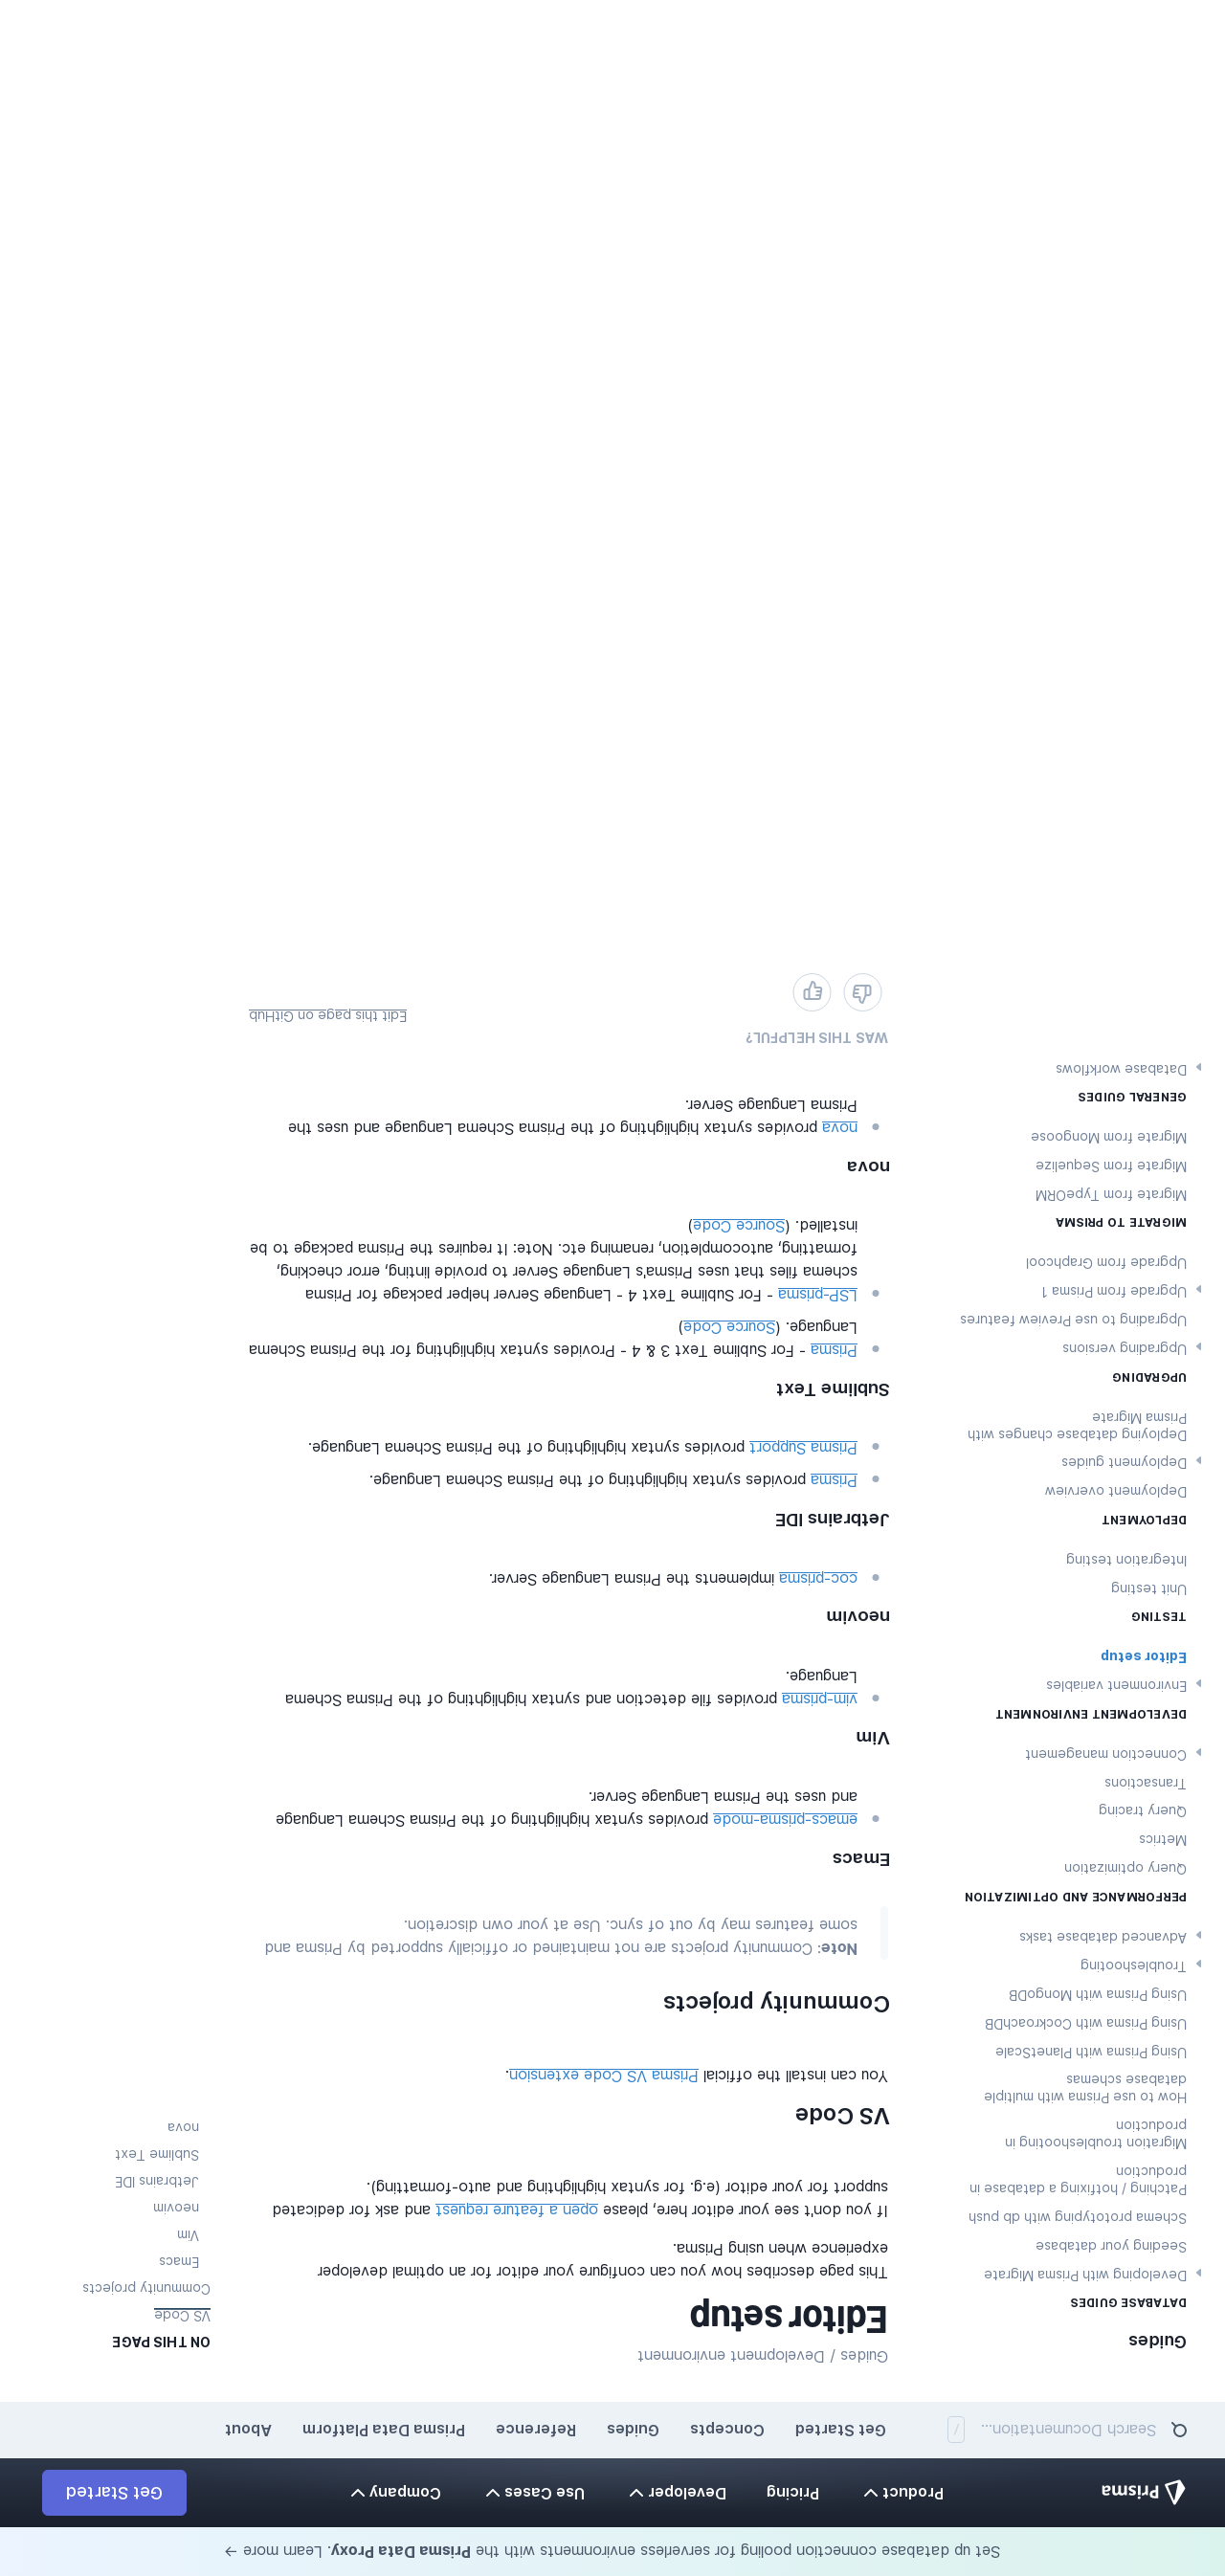 Set up database connection pooling for serverless environments with the Prisma Data Proxy. Learn more →
Prisma
Product
Pricing
Developer
Use Cases
Company
Get Started
Search Documentation... /
Get Started
Concepts
Guides
Reference
Prisma Data Platform
About
Guides
DATABASE GUIDES
Developing with Prisma Migrate
Seeding your database
Schema prototyping with db push
Patching / hotfixing a database in
production
Migration troubleshooting in
production
How to use Prisma with multiple
database schemas
Using Prisma with PlanetScale
Using Prisma with CockroachDB
Using Prisma with MongoDB
Troubleshooting
Advanced database tasks
PERFORMANCE AND OPTIMIZATION
Query optimization
Metrics
Query tracing
Transactions
Connection management
DEVELOPMENT ENVIRONMENT
Environment variables
Editor setup
TESTING
Unit testing
Integration testing
DEPLOYMENT
Deployment overview
Deployment guides
Deploying database changes with
Prisma Migrate
UPGRADING
Upgrading versions
Upgrading to use Preview features
Upgrade from Prisma 1
Upgrade from Graphcool
MIGRATE TO PRISMA
Migrate from TypeORM
Migrate from Sequelize
Migrate from Mongoose
GENERAL GUIDES
Database workflows
Guides / Development environment
Editor setup
This page describes how you can configure your editor for an optimal developer
experience when using Prisma.
If you don't see your editor here, please open a feature request and ask for dedicated
support for your editor (e.g. for syntax highlighting and auto-formatting).
VS Code
You can install the official Prisma VS Code extension.
Community projects
Note: Community projects are not maintained or officially supported by Prisma and
some features may by out of sync. Use at your own discretion.
Emacs
emacs-prisma-mode provides syntax highlighting of the Prisma Schema Language
and uses the Prisma Language Server.
Vim
vim-prisma provides file detection and syntax highlighting of the Prisma Schema
Language.
neovim
coc-prisma implements the Prisma Language Server.
Jetbrains IDE
Prisma provides syntax highlighting of the Prisma Schema Language.
Prisma Support provides syntax highlighting of the Prisma Schema Language.
Sublime Text
Prisma - For Sublime Text 3 & 4 - Provides syntax highlighting for the Prisma Schema
Language. (Source Code)
LSP-prisma - For Sublime Text 4 - Language Server helper package for Prisma
schema files that uses Prisma's Language Server to provide linting, error checking,
formatting, autocompletion, renaming etc. Note: It requires the Prisma package to be
installed. (Source Code)
nova
nova provides syntax highlighting of the Prisma Schema Language and uses the
Prisma Language Server.
WAS THIS HELPFUL?
Edit this page on GitHub
ON THIS PAGE
VS Code
Community projects
Emacs
Vim
neovim
Jetbrains IDE
Sublime Text
nova